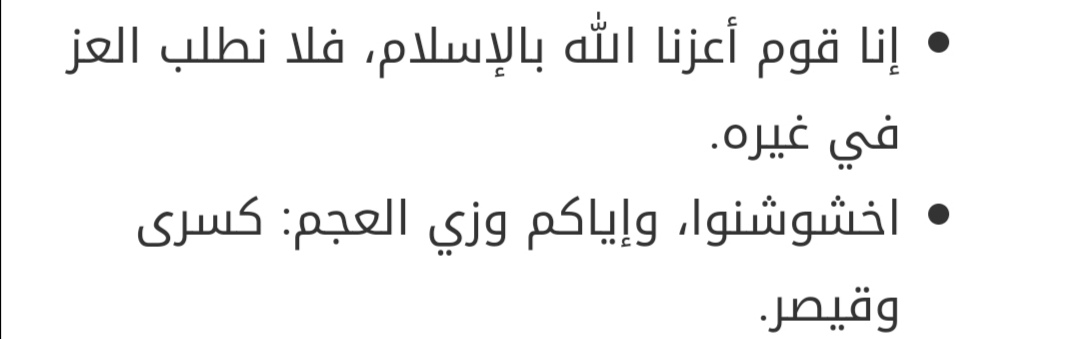 • إنا قوم أعزنا الله بالإسلام، فلا نطلب العز
في غيره.
• اخشوشنوا، وإياكم وزي العجم: كسرى
وقيصر.